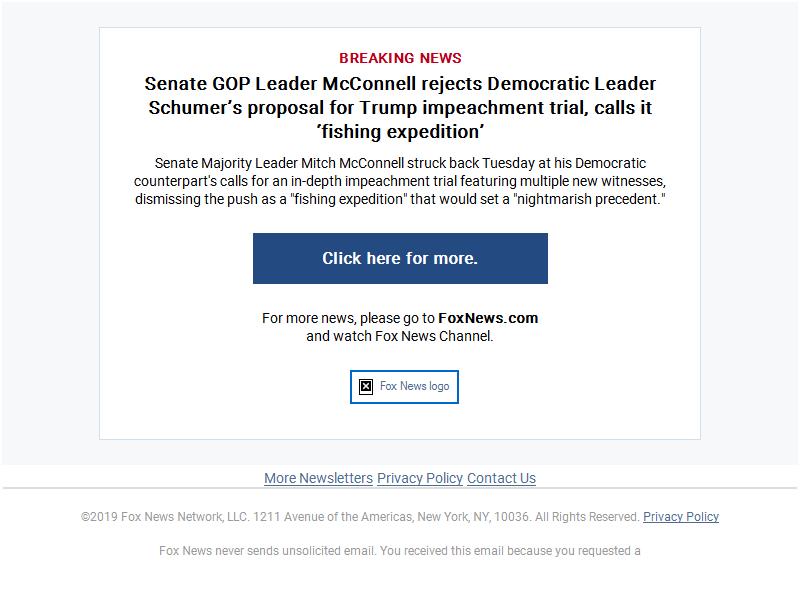 BREAKING NEWS
Senate GOP Leader McConnell rejects Democratic Leader
Schumer’s proposal for Trump impeachment trial, calls it
‘fishing expedition’
Senate Majority Leader Mitch McConnell struck back Tuesday at his Democratic
counterpart's calls for an in-depth impeachment trial featuring multiple new witnesses,
dismissing the push as a "fishing expedition" that would set a "nightmarish precedent."
Click here for more.
For more news, please go to FoxNews.com
and watch Fox News Channel.
Fox News logo
More Newsletters Privacy Policy Contact Us
©2019 Fox News Network, LLC. 1211 Avenue of the Americas, New York, NY, 10036. All Rights Reserved. Privacy Policy
Fox News never sends unsolicited email. You received this email because you requested a